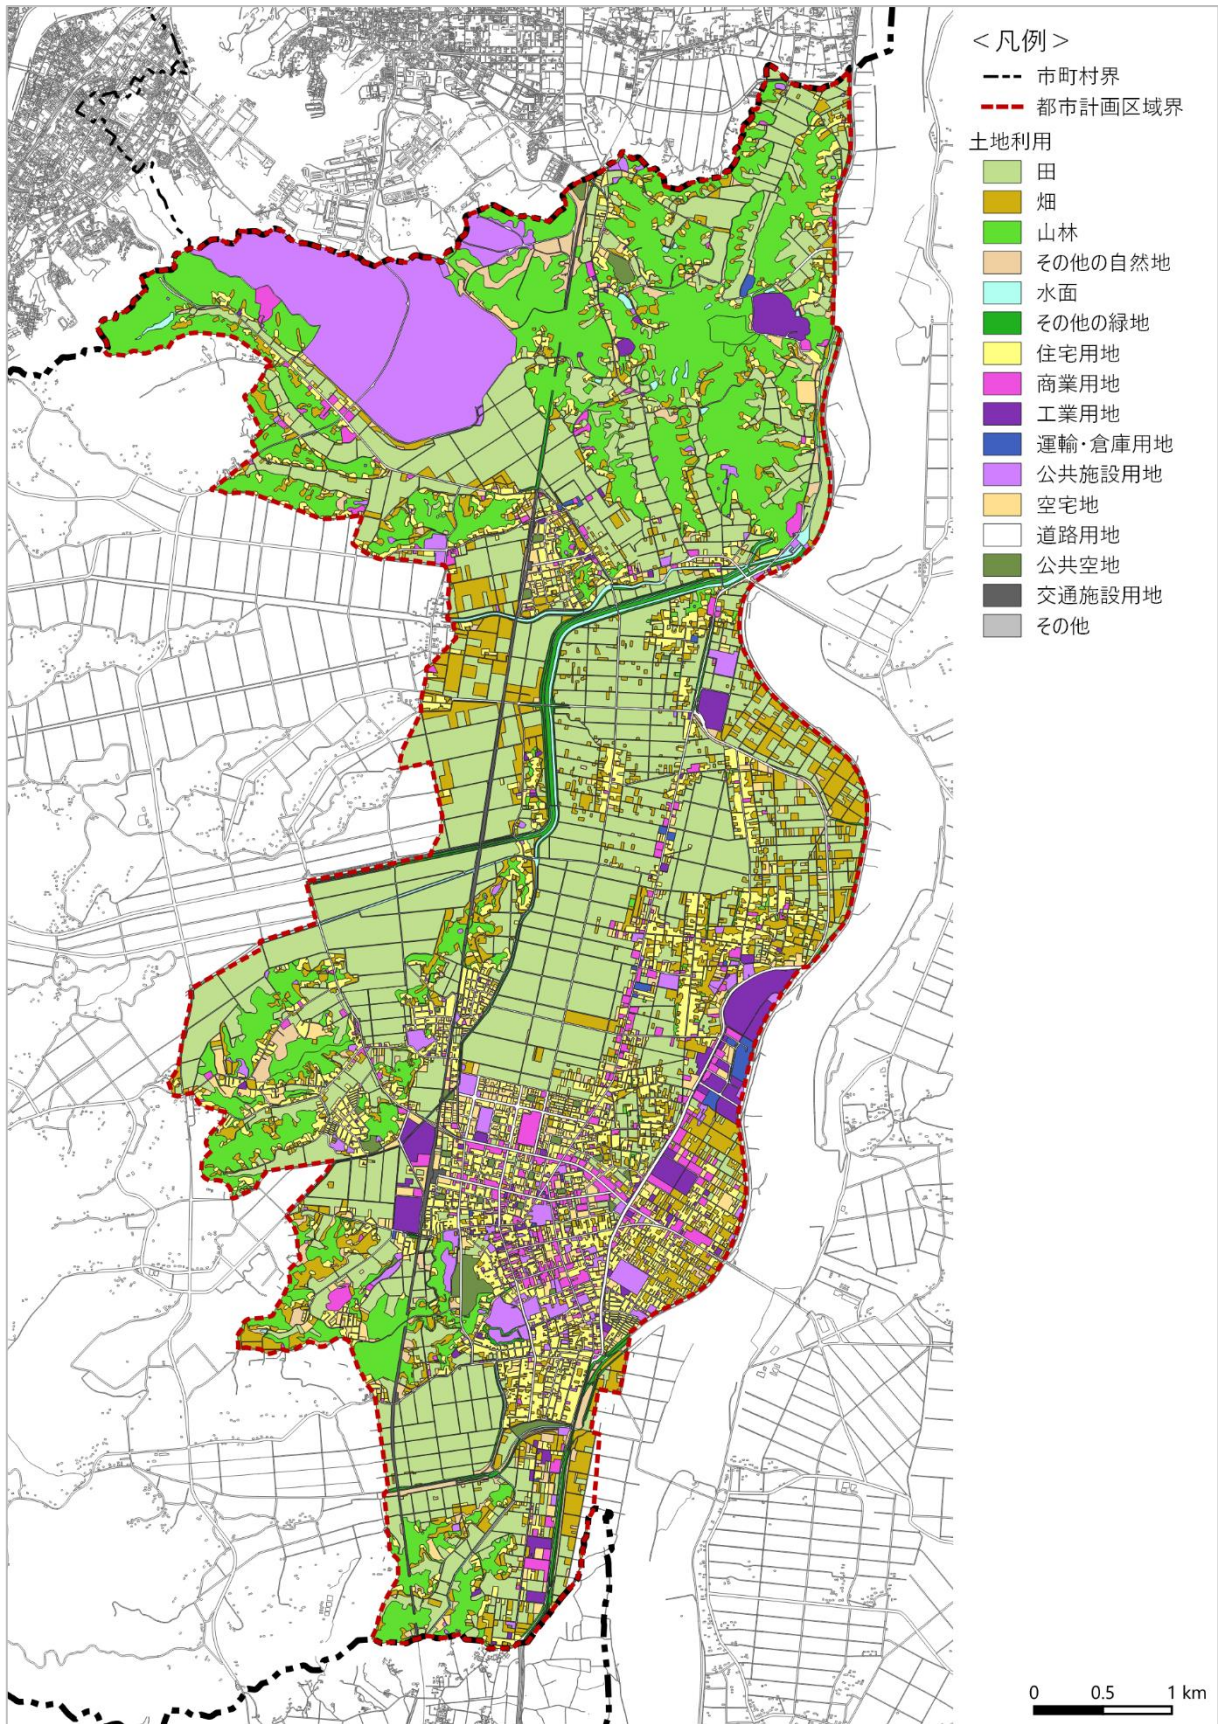 ＜凡例＞
市町村界
都市計画区域界
土地利用
田
畑
山林
その他の自然地
水面
その他の緑地
住宅用地
商業用地
工業用地
運輸・倉庫用地
公共施設用地
空宅地
道路用地
公共空地
交通施設用地
その他
0 0.5 1 km